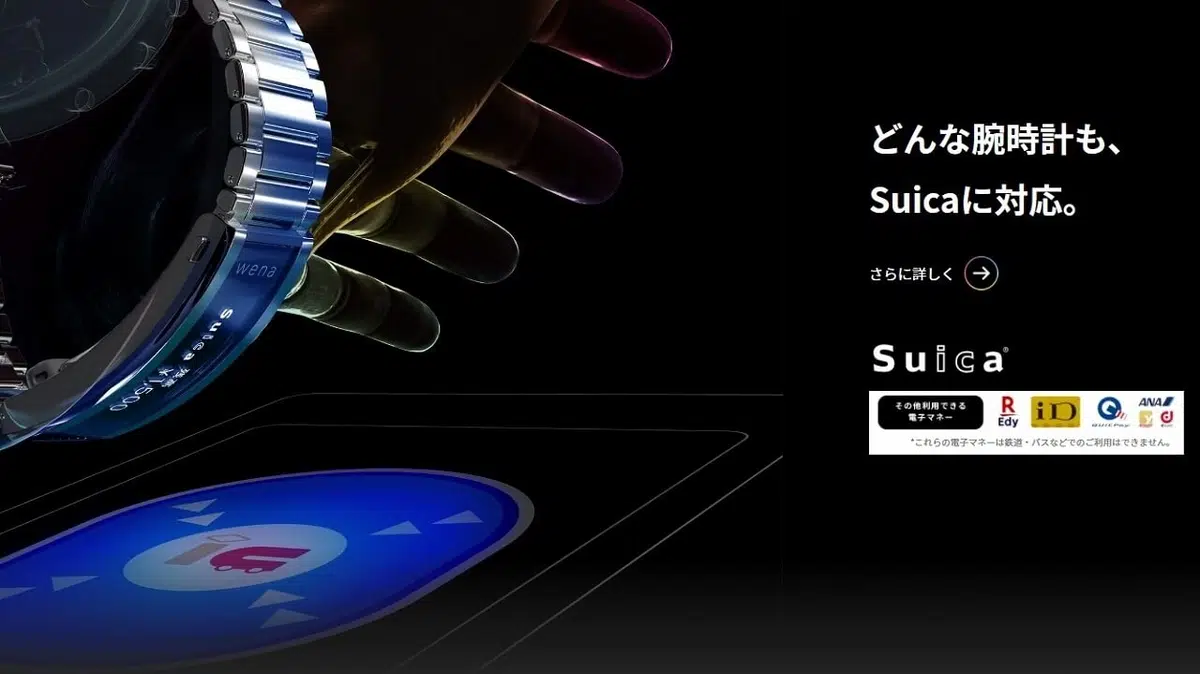 wena
Suica
¥1,500
どんな腕時計も、
Suicaに対応。
さらに詳しく
Suica®
その他利用できる
電子マネー
R
Edy
iD
QUICPay
ANA
*これらの電子マネーは鉄道・バスなどでのご利用はできません。